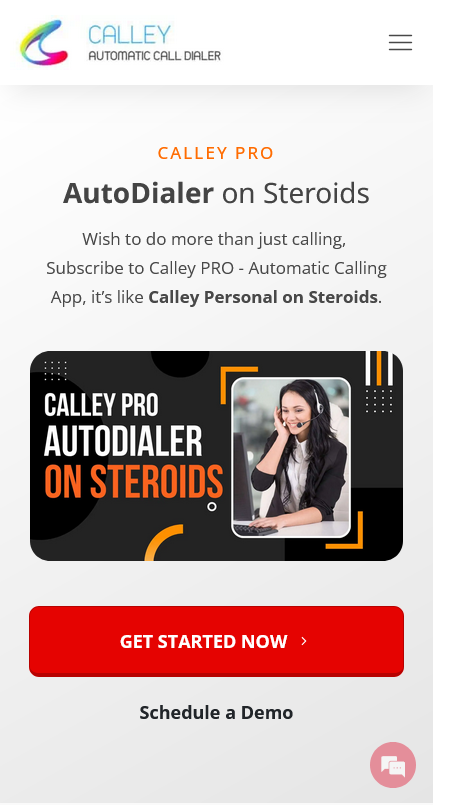 CALLEY
AUTOMATIC CALL DIALER
CALLEY PRO
AutoDialer on Steroids
Wish to do more than just calling,
Subscribe to Calley PRO - Automatic Calling
App, it’s like Calley Personal on Steroids.
CALLEY PRO
AUTODIALER
ON STEROIDS
GET STARTED NOW
Schedule a Demo